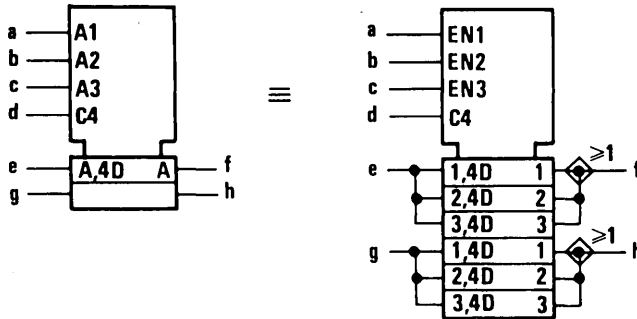 a A1
b A2
c A3
d C4
e A,4D A f
g h
≡
a EN1
b EN2
c EN3
d C4
e 1,4D 1 ≥1 f
2,4D 2
3,4D 3
g 1,4D 1 ≥1 h
2,4D 2
3,4D 3